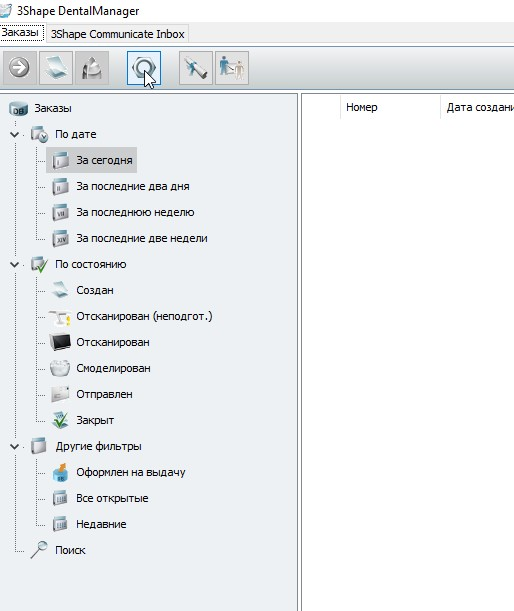 3Shape DentalManager
Заказы 3Shape Communicate Inbox
Заказы
По дате
За сегодня
За последние два дня
За последнюю неделю
За последние две недели
По состоянию
Создан
Отсканирован (неподгот.)
Отсканирован
Смоделирован
Отправлен
Закрыт
Другие фильтры
Оформлен на выдачу
Все открытые
Недавние
Поиск
Номер Дата создани